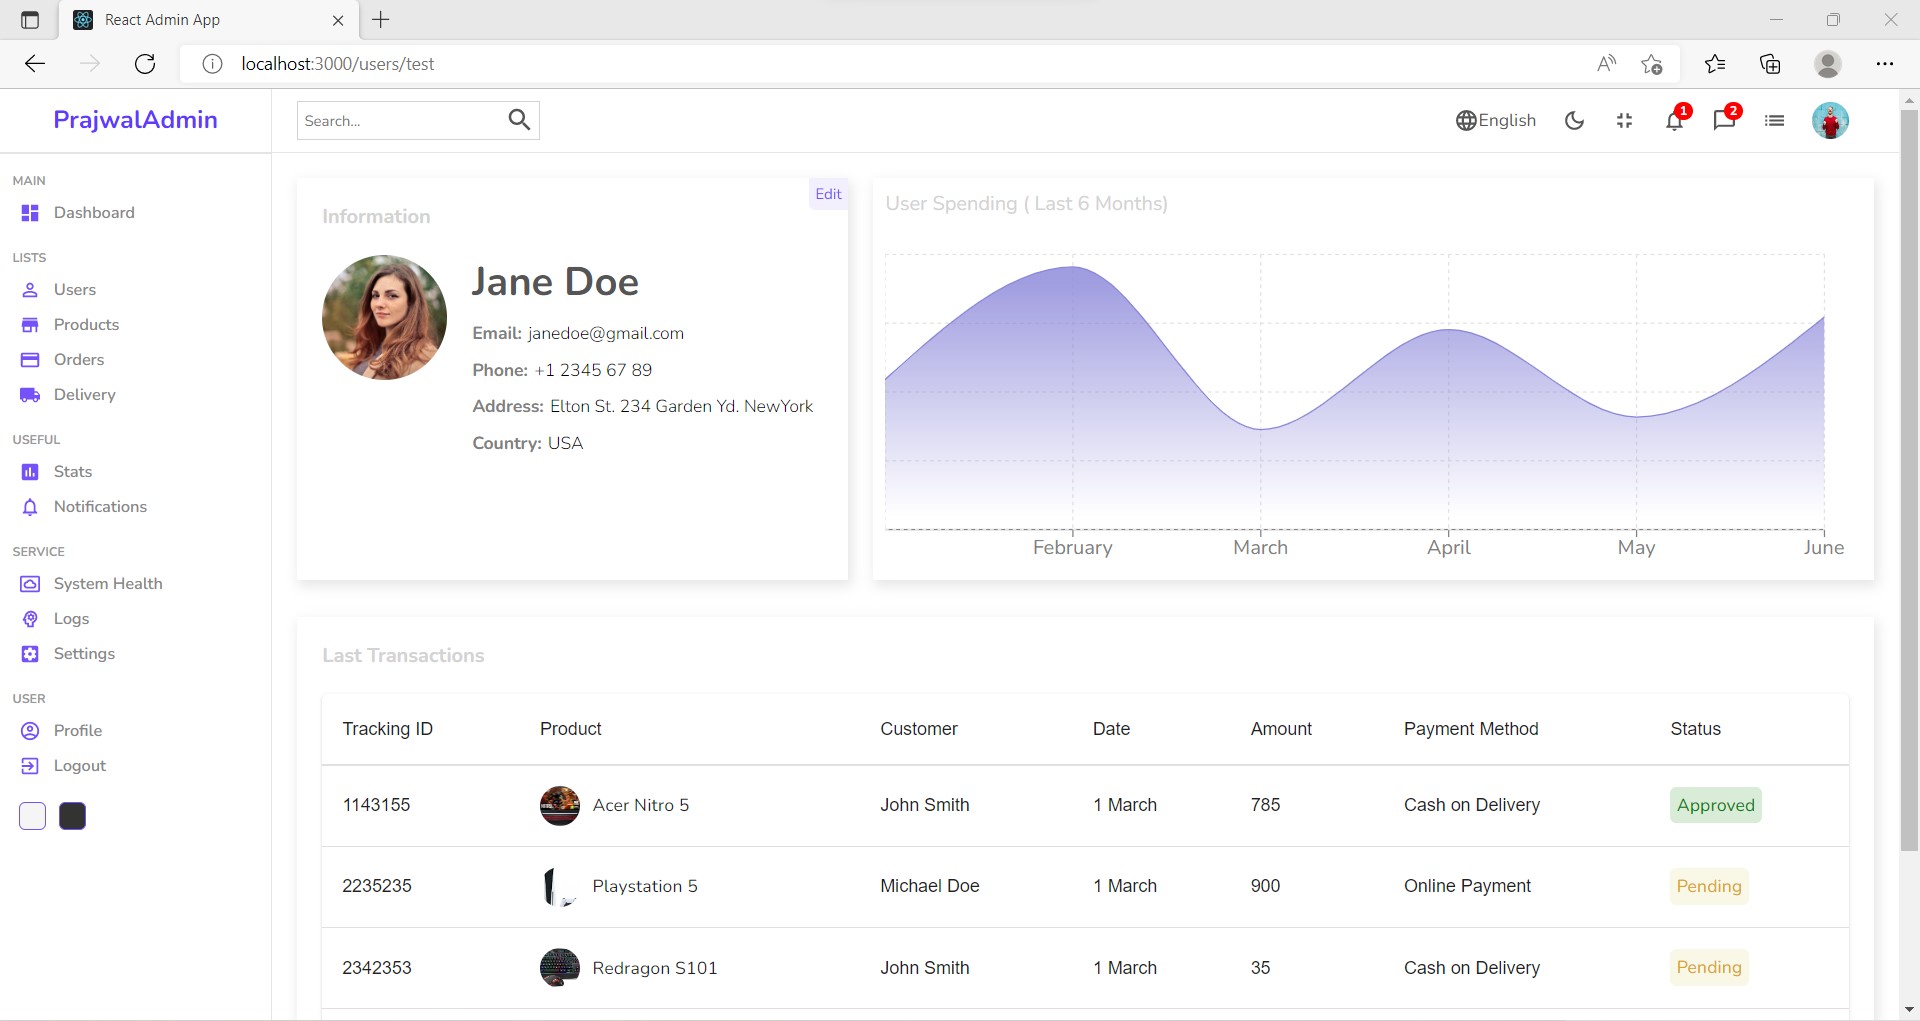 React Admin App
localhost:3000/users/test
PrajwalAdmin
Search...
English
1
2
MAIN
Dashboard
LISTS
Users
Products
Orders
Delivery
USEFUL
Stats
Notifications
SERVICE
System Health
Logs
Settings
USER
Profile
Logout
Edit
Information
Jane Doe
Email: janedoe@gmail.com
Phone: +1 2345 67 89
Address: Elton St. 234 Garden Yd. NewYork
Country: USA
User Spending ( Last 6 Months)
February March April May June
Last Transactions
Tracking ID Product Customer Date Amount Payment Method Status
1143155 Acer Nitro 5 John Smith 1 March 785 Cash on Delivery Approved
2235235 Playstation 5 Michael Doe 1 March 900 Online Payment Pending
2342353 Redragon S101 John Smith 1 March 35 Cash on Delivery Pending